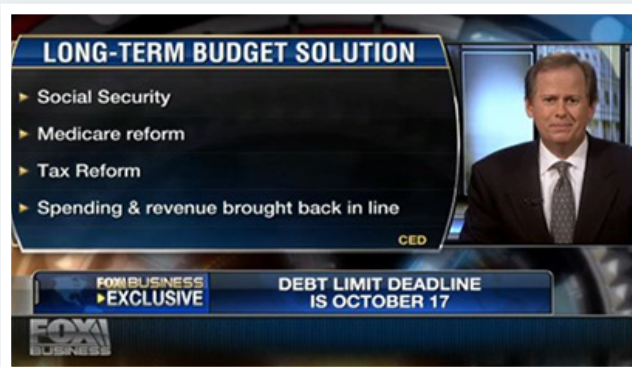 LONG-TERM BUDGET SOLUTION
Social Security
Medicare reform
Tax Reform
Spending & revenue brought back in line
CED
FOX BUSINESS
EXCLUSIVE
DEBT LIMIT DEADLINE
IS OCTOBER 17
FOX
BUSINESS